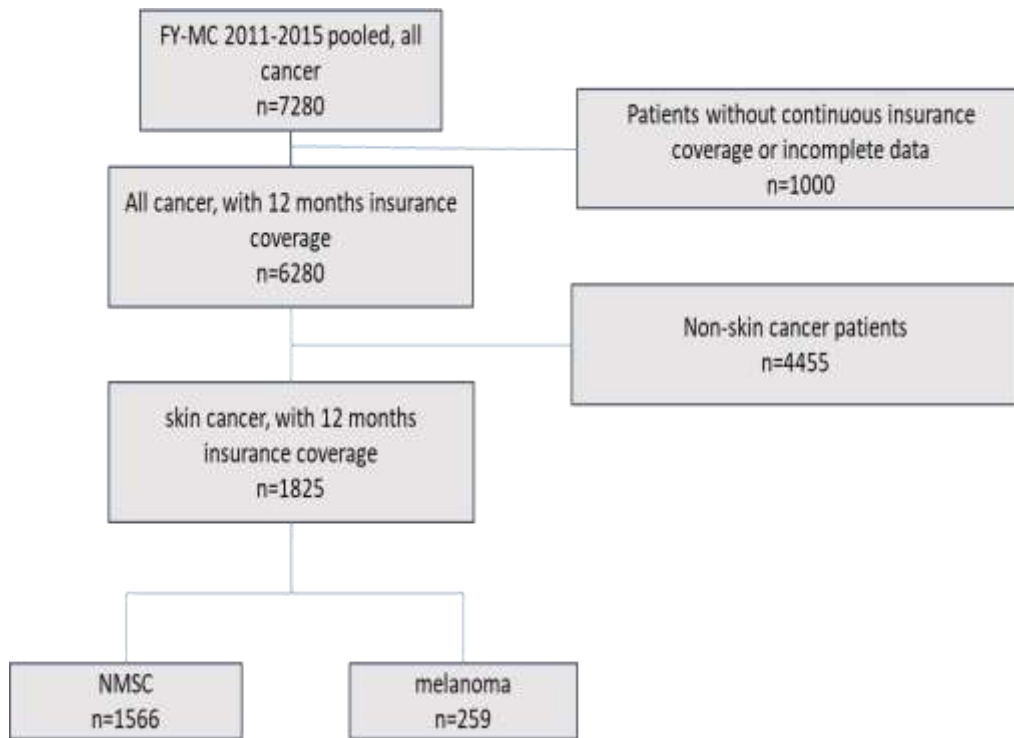 FY-MC 2011-2015 pooled, all
cancer
n=7280
Patients without continuous insurance
coverage or incomplete data
n=1000
All cancer, with 12 months insurance
coverage
n=6280
Non-skin cancer patients
n=4455
skin cancer, with 12 months
insurance coverage
n=1825
NMSC
n=1566
melanoma
n=259